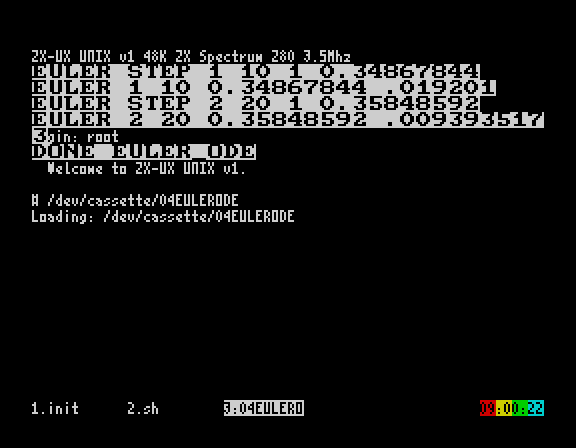 ZX-UX UNIX v1 48K ZX Spectrum Z80 3.5Mhz
EULER STEP 1 10 1 0.34867844
EULER 1 10 0.34867844 .019201
EULER STEP 2 20 1 0.35848592
EULER 2 20 0.35848592 .009393517
3gin: root
DONE EULER ODE
Welcome to ZX-UX UNIX v1.
# /dev/cassette/04EULERODE
Loading: /dev/cassette/04EULERODE
1.init 2.sh 3.04EULERO 09:00:22